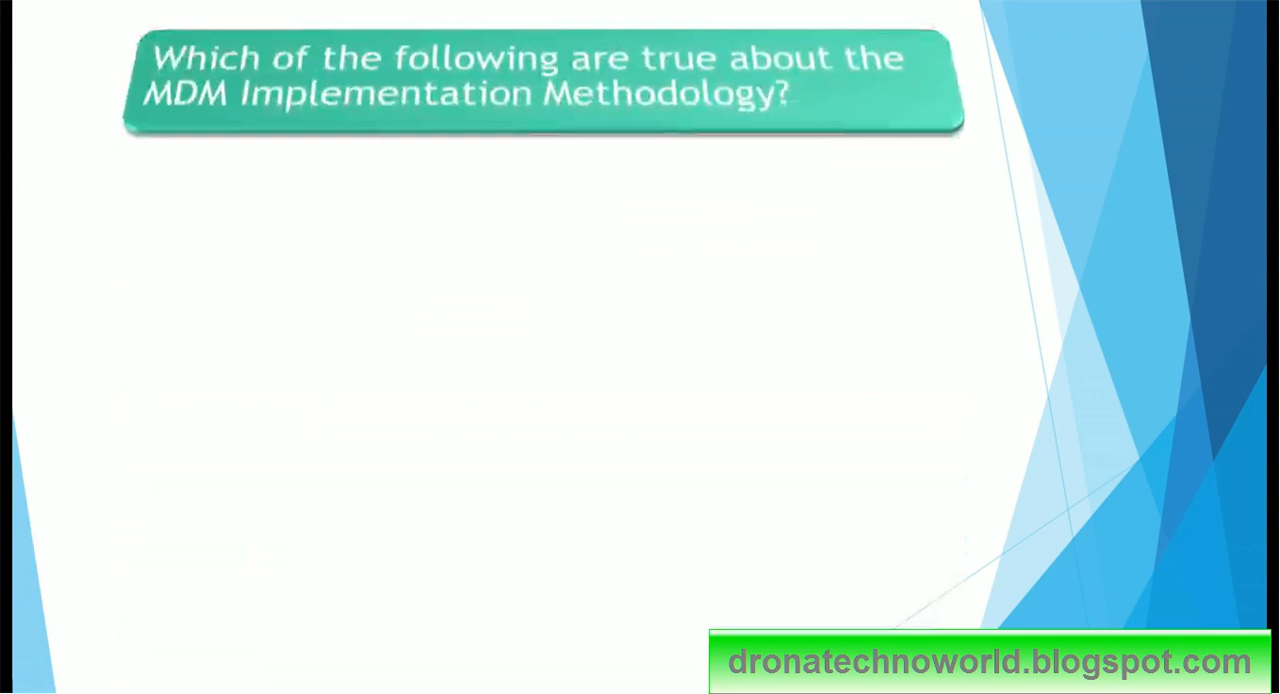 Which of the following are true about the
MDM Implementation Methodology?
dronatechnoworld.blogspot.com